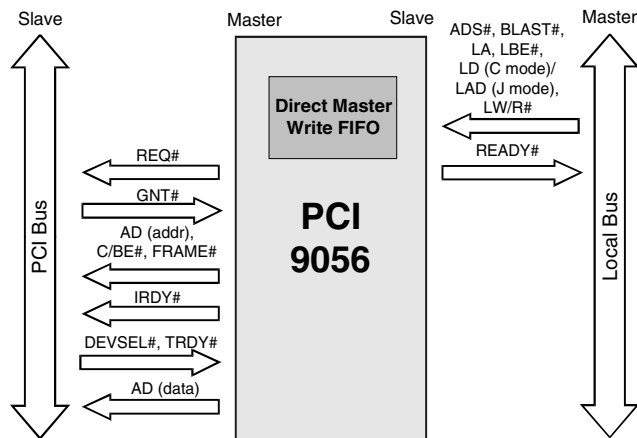 Slave
Master
Slave
Master
ADS#, BLAST#,
LA, LBE#,
LD (C mode)/
LAD (J mode),
LW/R#
READY#
Direct Master
Write FIFO
PCI
9056
REQ#
GNT#
AD (addr),
C/BE#, FRAME#
IRDY#
DEVSEL#, TRDY#
AD (data)
PCI Bus
Local Bus